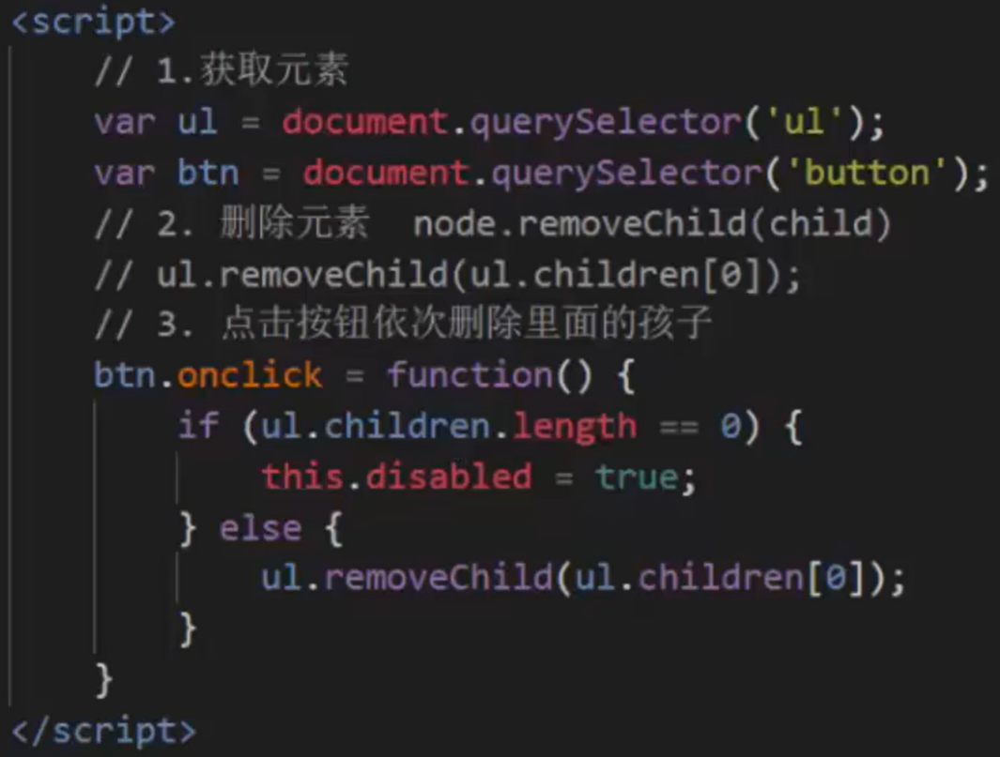 <script>
// 1.获取元素
var ul = document.querySelector('ul');
var btn = document.querySelector('button');
// 2. 删除元素  node.removeChild(child)
// ul.removeChild(ul.children[0]);
// 3. 点击按钮依次删除里面的孩子
btn.onclick = function() {
if (ul.children.length == 0) {
this.disabled = true;
} else {
ul.removeChild(ul.children[0]);
}
}
</script>